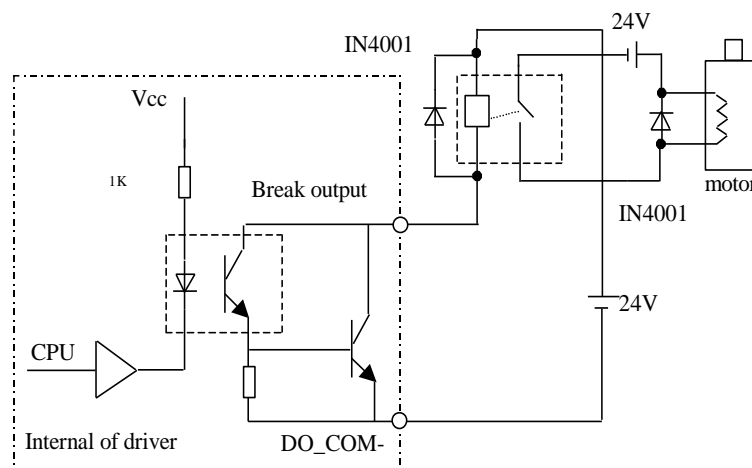 24V
IN4001
Vcc
1K
Break output
motor
IN4001
24V
CPU
Internal of driver
DO_COM-